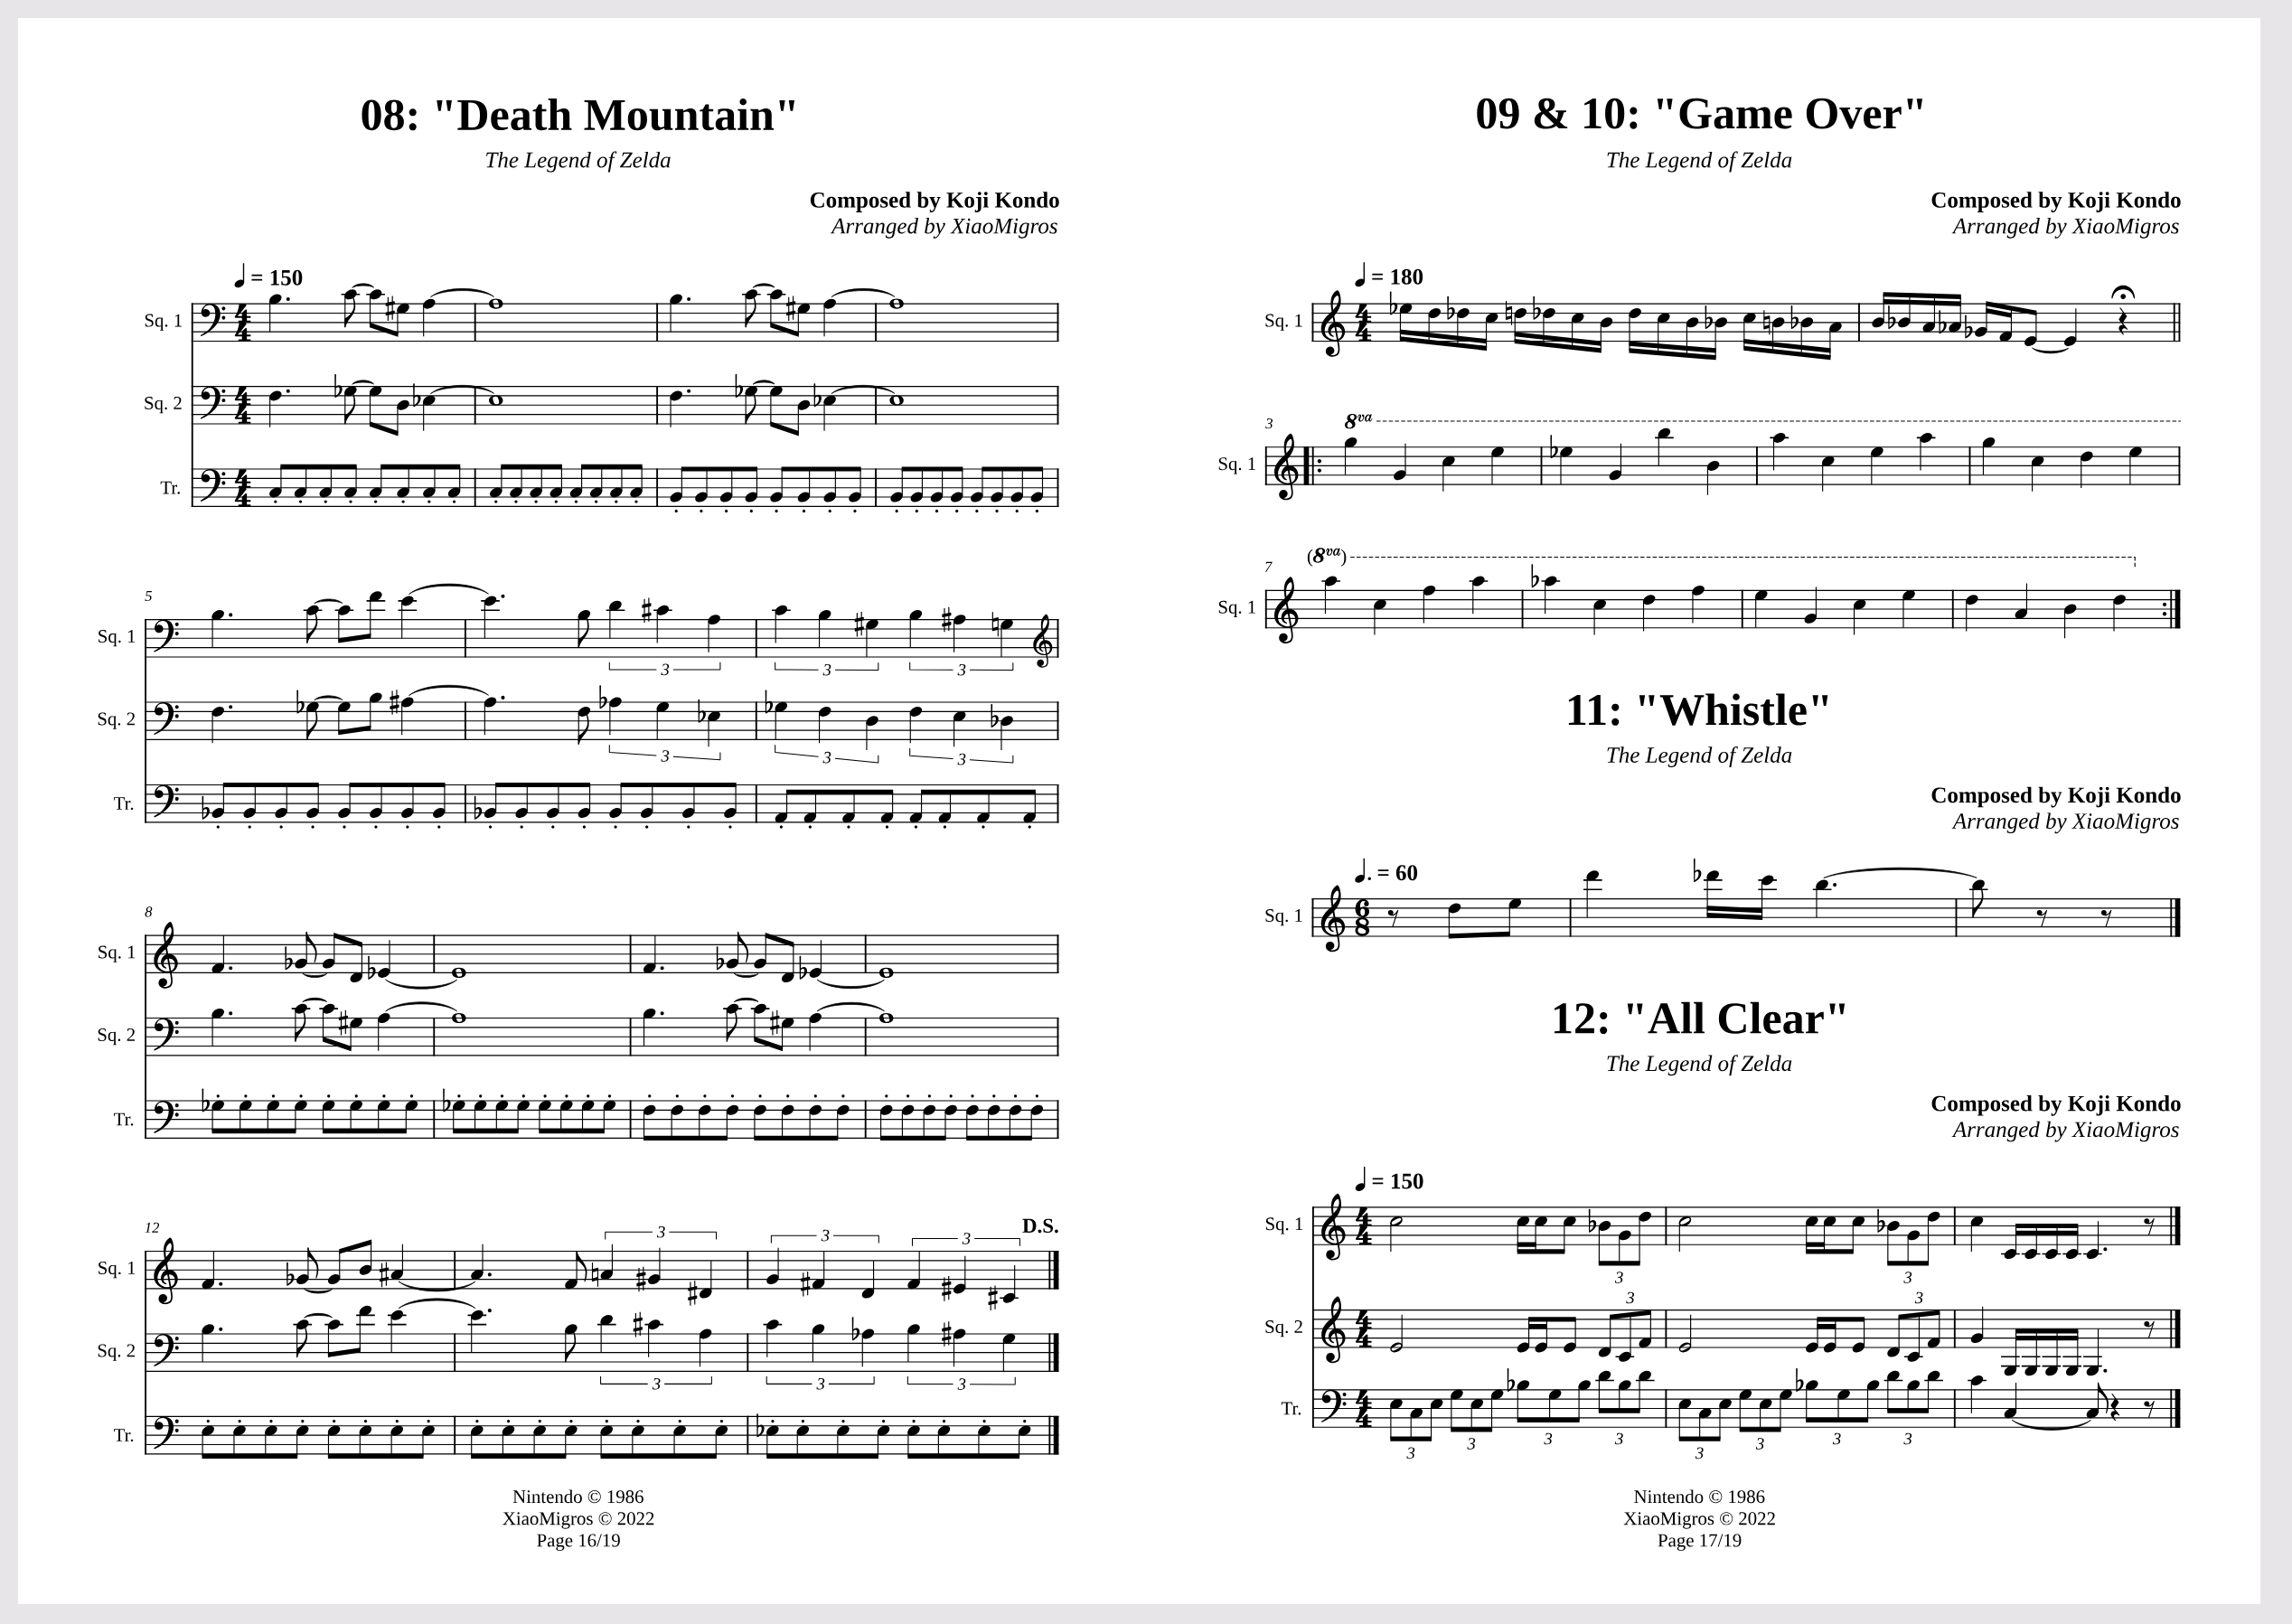 08: "Death Mountain"
The Legend of Zelda
Composed by Koji Kondo
Arranged by XiaoMigros
= 150
Sq. 1
Sq. 2
Tr.
5
Sq. 1
3
3
3
Sq. 2
3
3
3
Tr.
8
Sq. 1
Sq. 2
Tr.
12
D.S.
3
3
3
Sq. 1
Sq. 2
3
3
3
Tr.
Nintendo © 1986
XiaoMigros © 2022
Page 16/19
09 & 10: "Game Over"
The Legend of Zelda
Composed by Koji Kondo
Arranged by XiaoMigros
= 180
Sq. 1
3
8va
Sq. 1
7
(8va)
Sq. 1
11: "Whistle"
The Legend of Zelda
Composed by Koji Kondo
Arranged by XiaoMigros
. = 60
Sq. 1
6
8
12: "All Clear"
The Legend of Zelda
Composed by Koji Kondo
Arranged by XiaoMigros
= 150
Sq. 1
3
3
Sq. 2
3
3
Tr.
3
3
3
3
3
3
3
3
Nintendo © 1986
XiaoMigros © 2022
Page 17/19